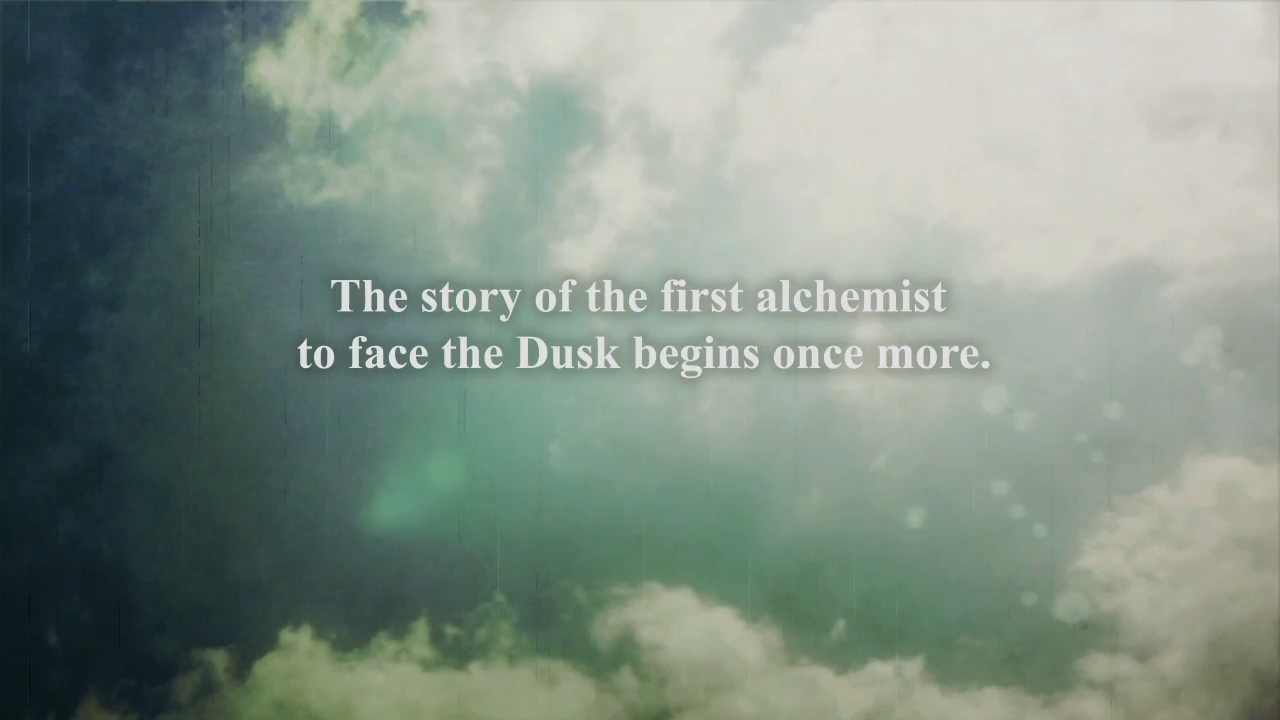 The story of the first alchemist
to face the Dusk begins once more.